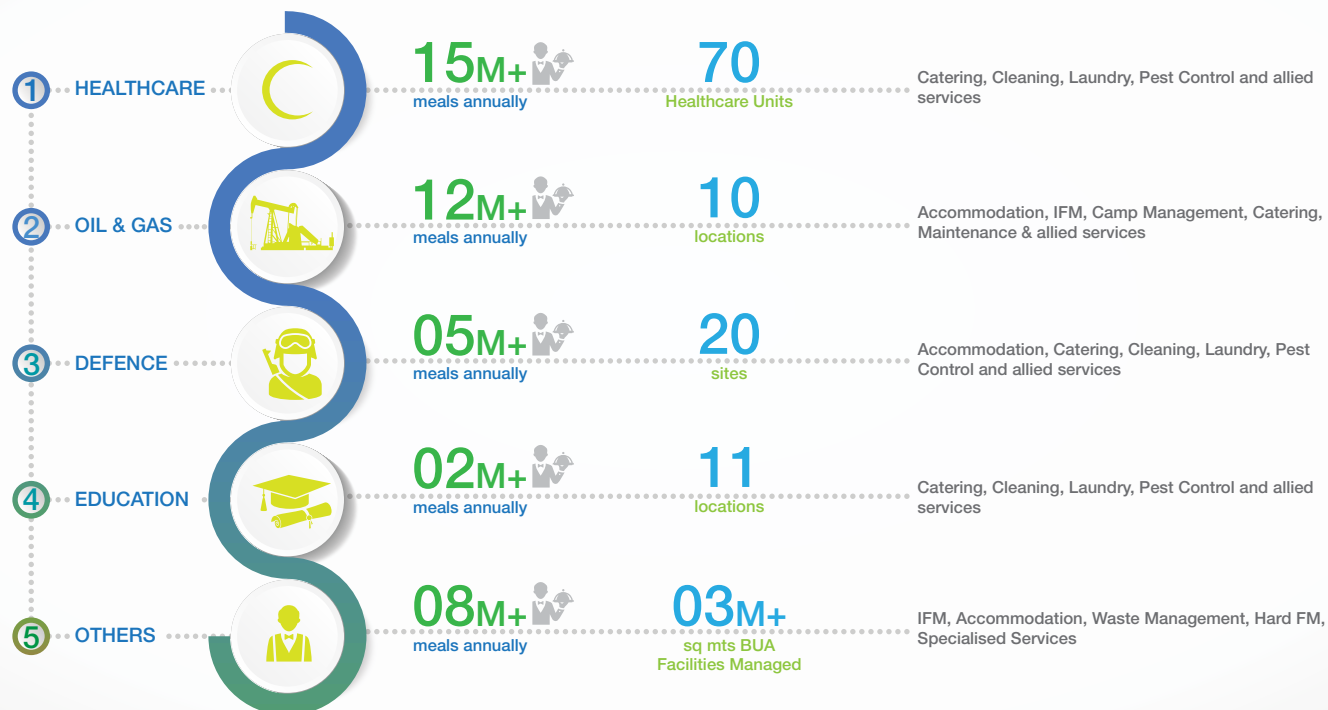 1 HEALTHCARE
15M+
meals annually
70
Healthcare Units
Catering, Cleaning, Laundry, Pest Control and allied
services
2 OIL & GAS
12M+
meals annually
10
locations
Accommodation, IFM, Camp Management, Catering,
Maintenance & allied services
3 DEFENCE
05M+
meals annually
20
sites
Accommodation, Catering, Cleaning, Laundry, Pest
Control and allied services
4 EDUCATION
02M+
meals annually
11
locations
Catering, Cleaning, Laundry, Pest Control and allied
services
5 OTHERS
08M+
meals annually
03M+
sq mts BUA
Facilities Managed
IFM, Accommodation, Waste Management, Hard FM,
Specialised Services